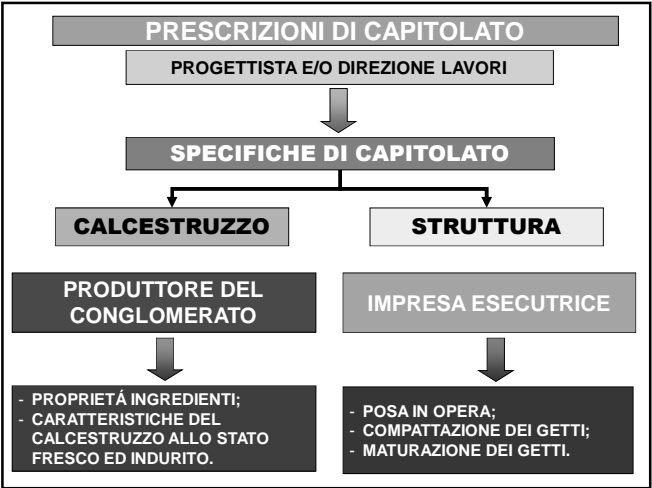 PRESCRIZIONI DI CAPITOLATO
PROGETTISTA E/O DIREZIONE LAVORI
SPECIFICHE DI CAPITOLATO
CALCESTRUZZO
STRUTTURA
PRODUTTORE DEL
CONGLOMERATO
IMPRESA ESECUTRICE
- PROPRIETÁ INGREDIENTI;
- CARATTERISTICHE DEL
CALCESTRUZZO ALLO STATO
FRESCO ED INDURITO.
- POSA IN OPERA;
- COMPATTAZIONE DEI GETTI;
- MATURAZIONE DEI GETTI.